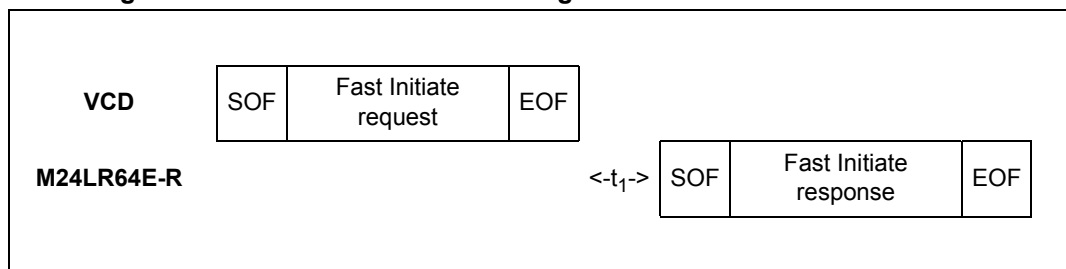 VCD SOF Fast Initiate request EOF
M24LR64E-R <-t1-> SOF Fast Initiate response EOF